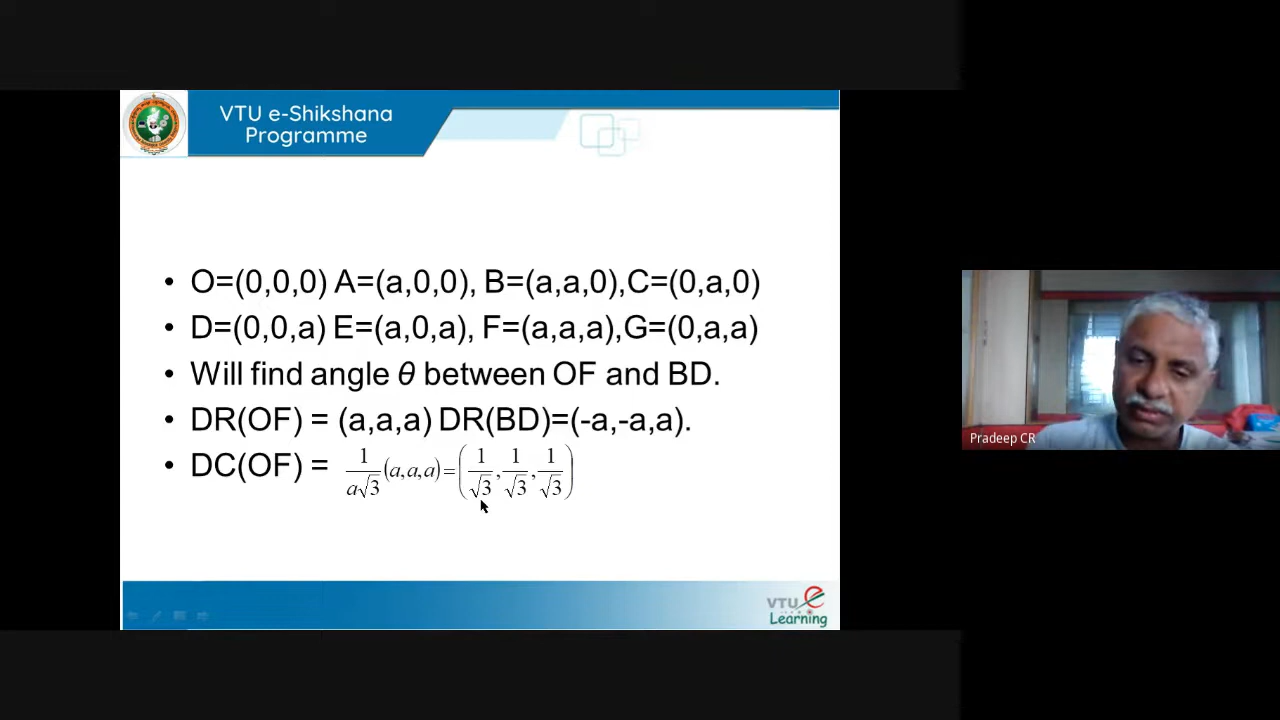 VTU e-Shikshana
Programme
• O=(0,0,0) A=(a,0,0), B=(a,a,0),C=(0,a,0)
• D=(0,0,a) E=(a,0,a), F=(a,a,a),G=(0,a,a)
• Will find angle θ between OF and BD.
• DR(OF) = (a,a,a) DR(BD)=(-a,-a,a).
• DC(OF) = 1/(a√3) (a,a,a) = (1/√3, 1/√3, 1/√3)
Pradeep CR
VTU e
Learning